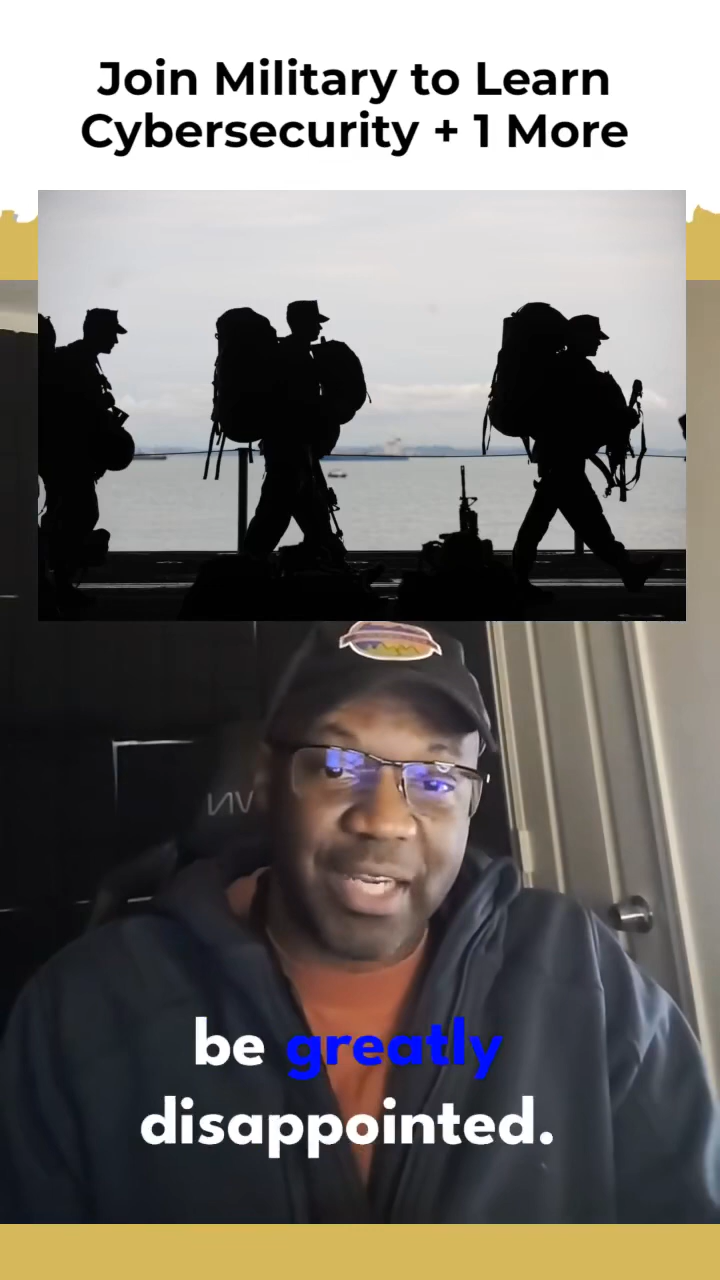 Join Military to Learn
Cybersecurity + 1 More
be greatly
disappointed.